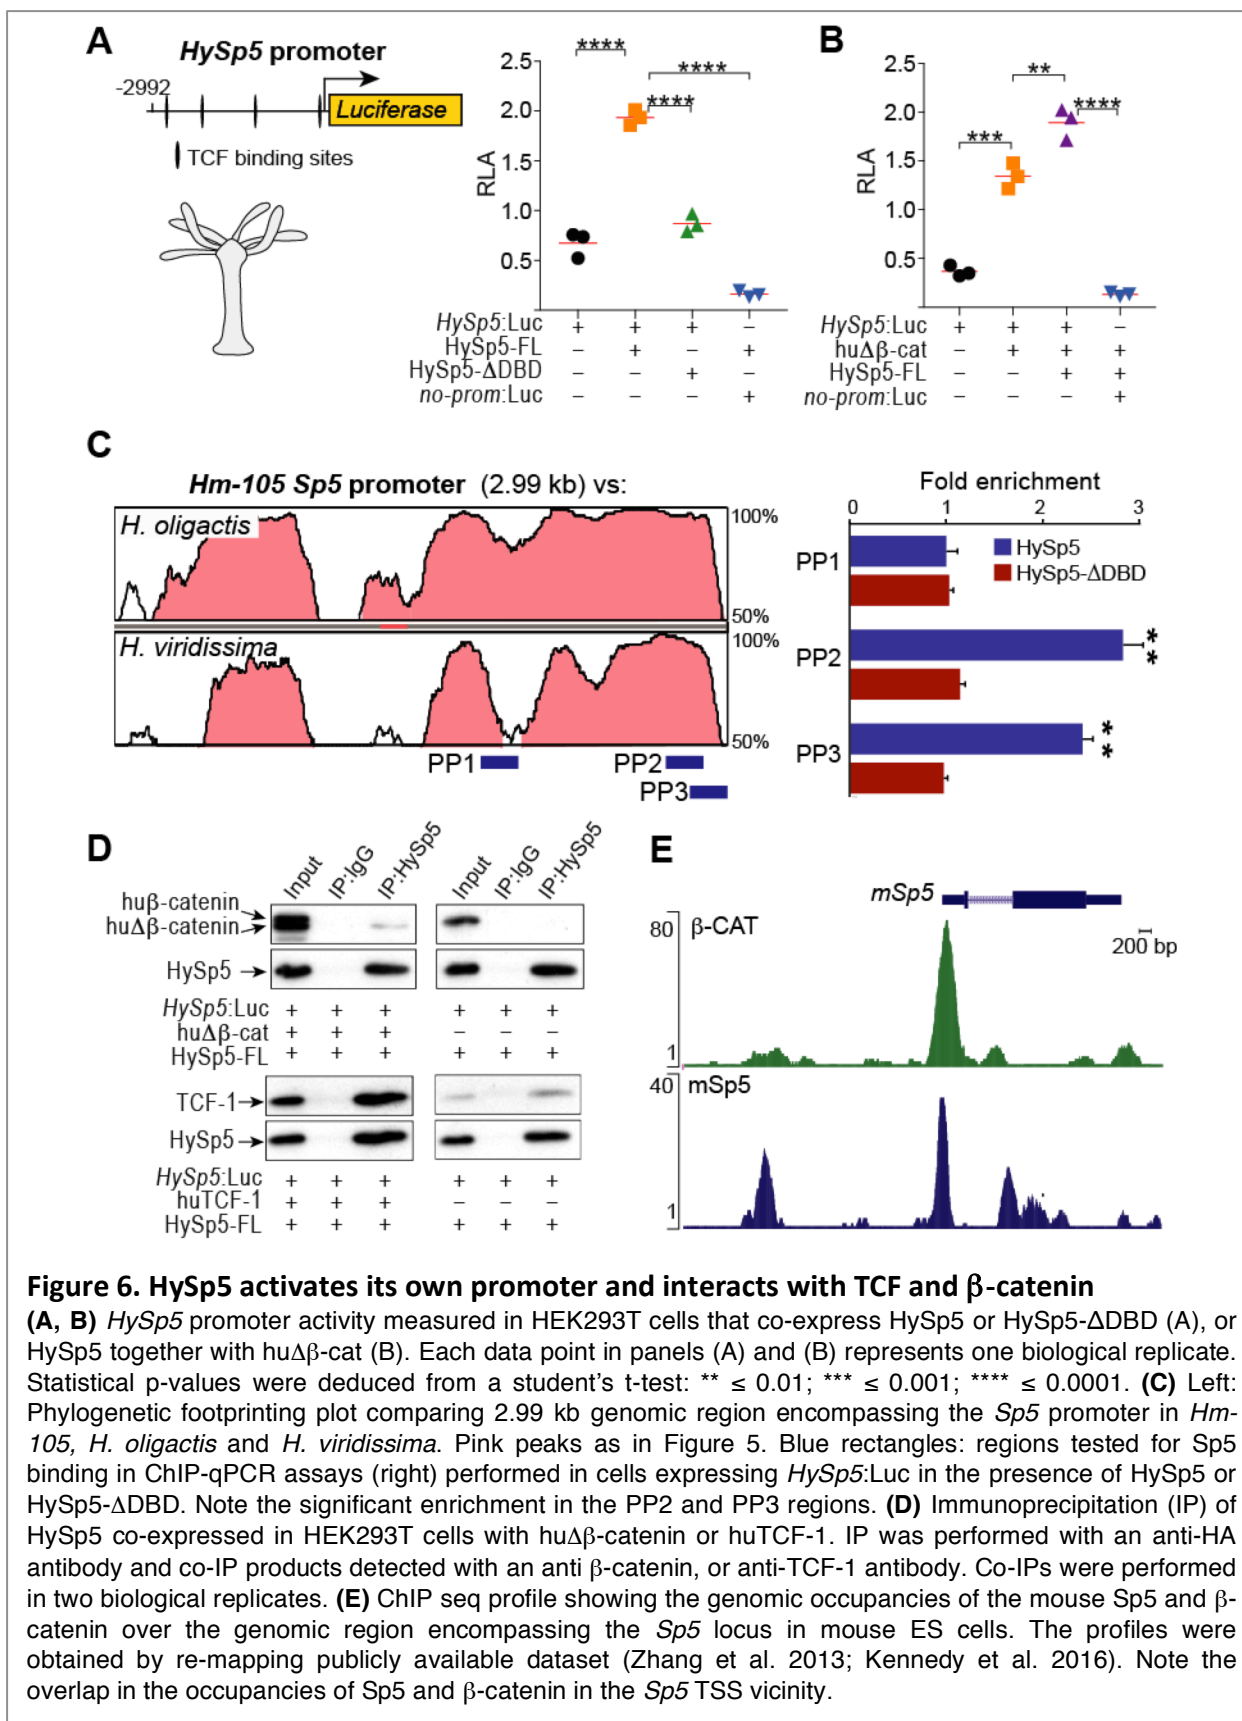 A
HySp5 promoter
-2992
Luciferase
TCF binding sites
****
****
****
2.5
2.0
1.5
1.0
0.5
RLA
HySp5:Luc + + + –
HySp5-FL – + – +
HySp5-ΔDBD – – + –
no-prom:Luc – – – +
B
**
****
***
2.5
2.0
1.5
1.0
0.5
RLA
HySp5:Luc + + + –
huΔβ-cat – + + +
HySp5-FL – – + +
no-prom:Luc – – – +
C
Hm-105 Sp5 promoter (2.99 kb) vs:
H. oligactis
100%
50%
H. viridissima
100%
50%
PP1
PP2
PP3
Fold enrichment
0 1 2 3
HySp5
HySp5-ΔDBD
PP1
PP2
**
PP3
**
D
Input IP:IgG IP:HySp5 Input IP:IgG IP:HySp5
huβ-catenin
huΔβ-catenin
HySp5
HySp5:Luc + + + + + +
huΔβ-cat + + + – – –
HySp5-FL + + + + + +
TCF-1
HySp5
HySp5:Luc + + + + + +
huTCF-1 + + + – – –
HySp5-FL + + + + + +
E
mSp5
80
β-CAT
200 bp
1
40
mSp5
1
Figure 6. HySp5 activates its own promoter and interacts with TCF and β-catenin
(A, B) HySp5 promoter activity measured in HEK293T cells that co-express HySp5 or HySp5-ΔDBD (A), or
HySp5 together with huΔβ-cat (B). Each data point in panels (A) and (B) represents one biological replicate.
Statistical p-values were deduced from a student's t-test: ** ≤ 0.01; *** ≤ 0.001; **** ≤ 0.0001. (C) Left:
Phylogenetic footprinting plot comparing 2.99 kb genomic region encompassing the Sp5 promoter in Hm-
105, H. oligactis and H. viridissima. Pink peaks as in Figure 5. Blue rectangles: regions tested for Sp5
binding in ChIP-qPCR assays (right) performed in cells expressing HySp5:Luc in the presence of HySp5 or
HySp5-ΔDBD. Note the significant enrichment in the PP2 and PP3 regions. (D) Immunoprecipitation (IP) of
HySp5 co-expressed in HEK293T cells with huΔβ-catenin or huTCF-1. IP was performed with an anti-HA
antibody and co-IP products detected with an anti β-catenin, or anti-TCF-1 antibody. Co-IPs were performed
in two biological replicates. (E) ChIP seq profile showing the genomic occupancies of the mouse Sp5 and β-
catenin over the genomic region encompassing the Sp5 locus in mouse ES cells. The profiles were
obtained by re-mapping publicly available dataset (Zhang et al. 2013; Kennedy et al. 2016). Note the
overlap in the occupancies of Sp5 and β-catenin in the Sp5 TSS vicinity.